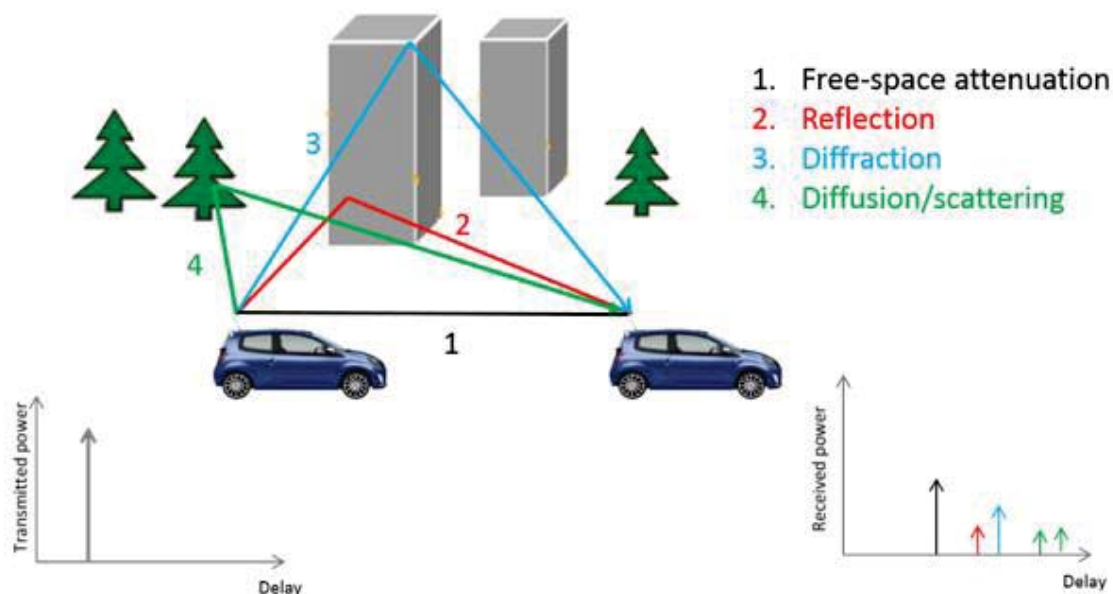 1. Free-space attenuation
2. Reflection
3. Diffraction
4. Diffusion/scattering
3
2
4
1
Transmitted power
Delay
Received power
Delay